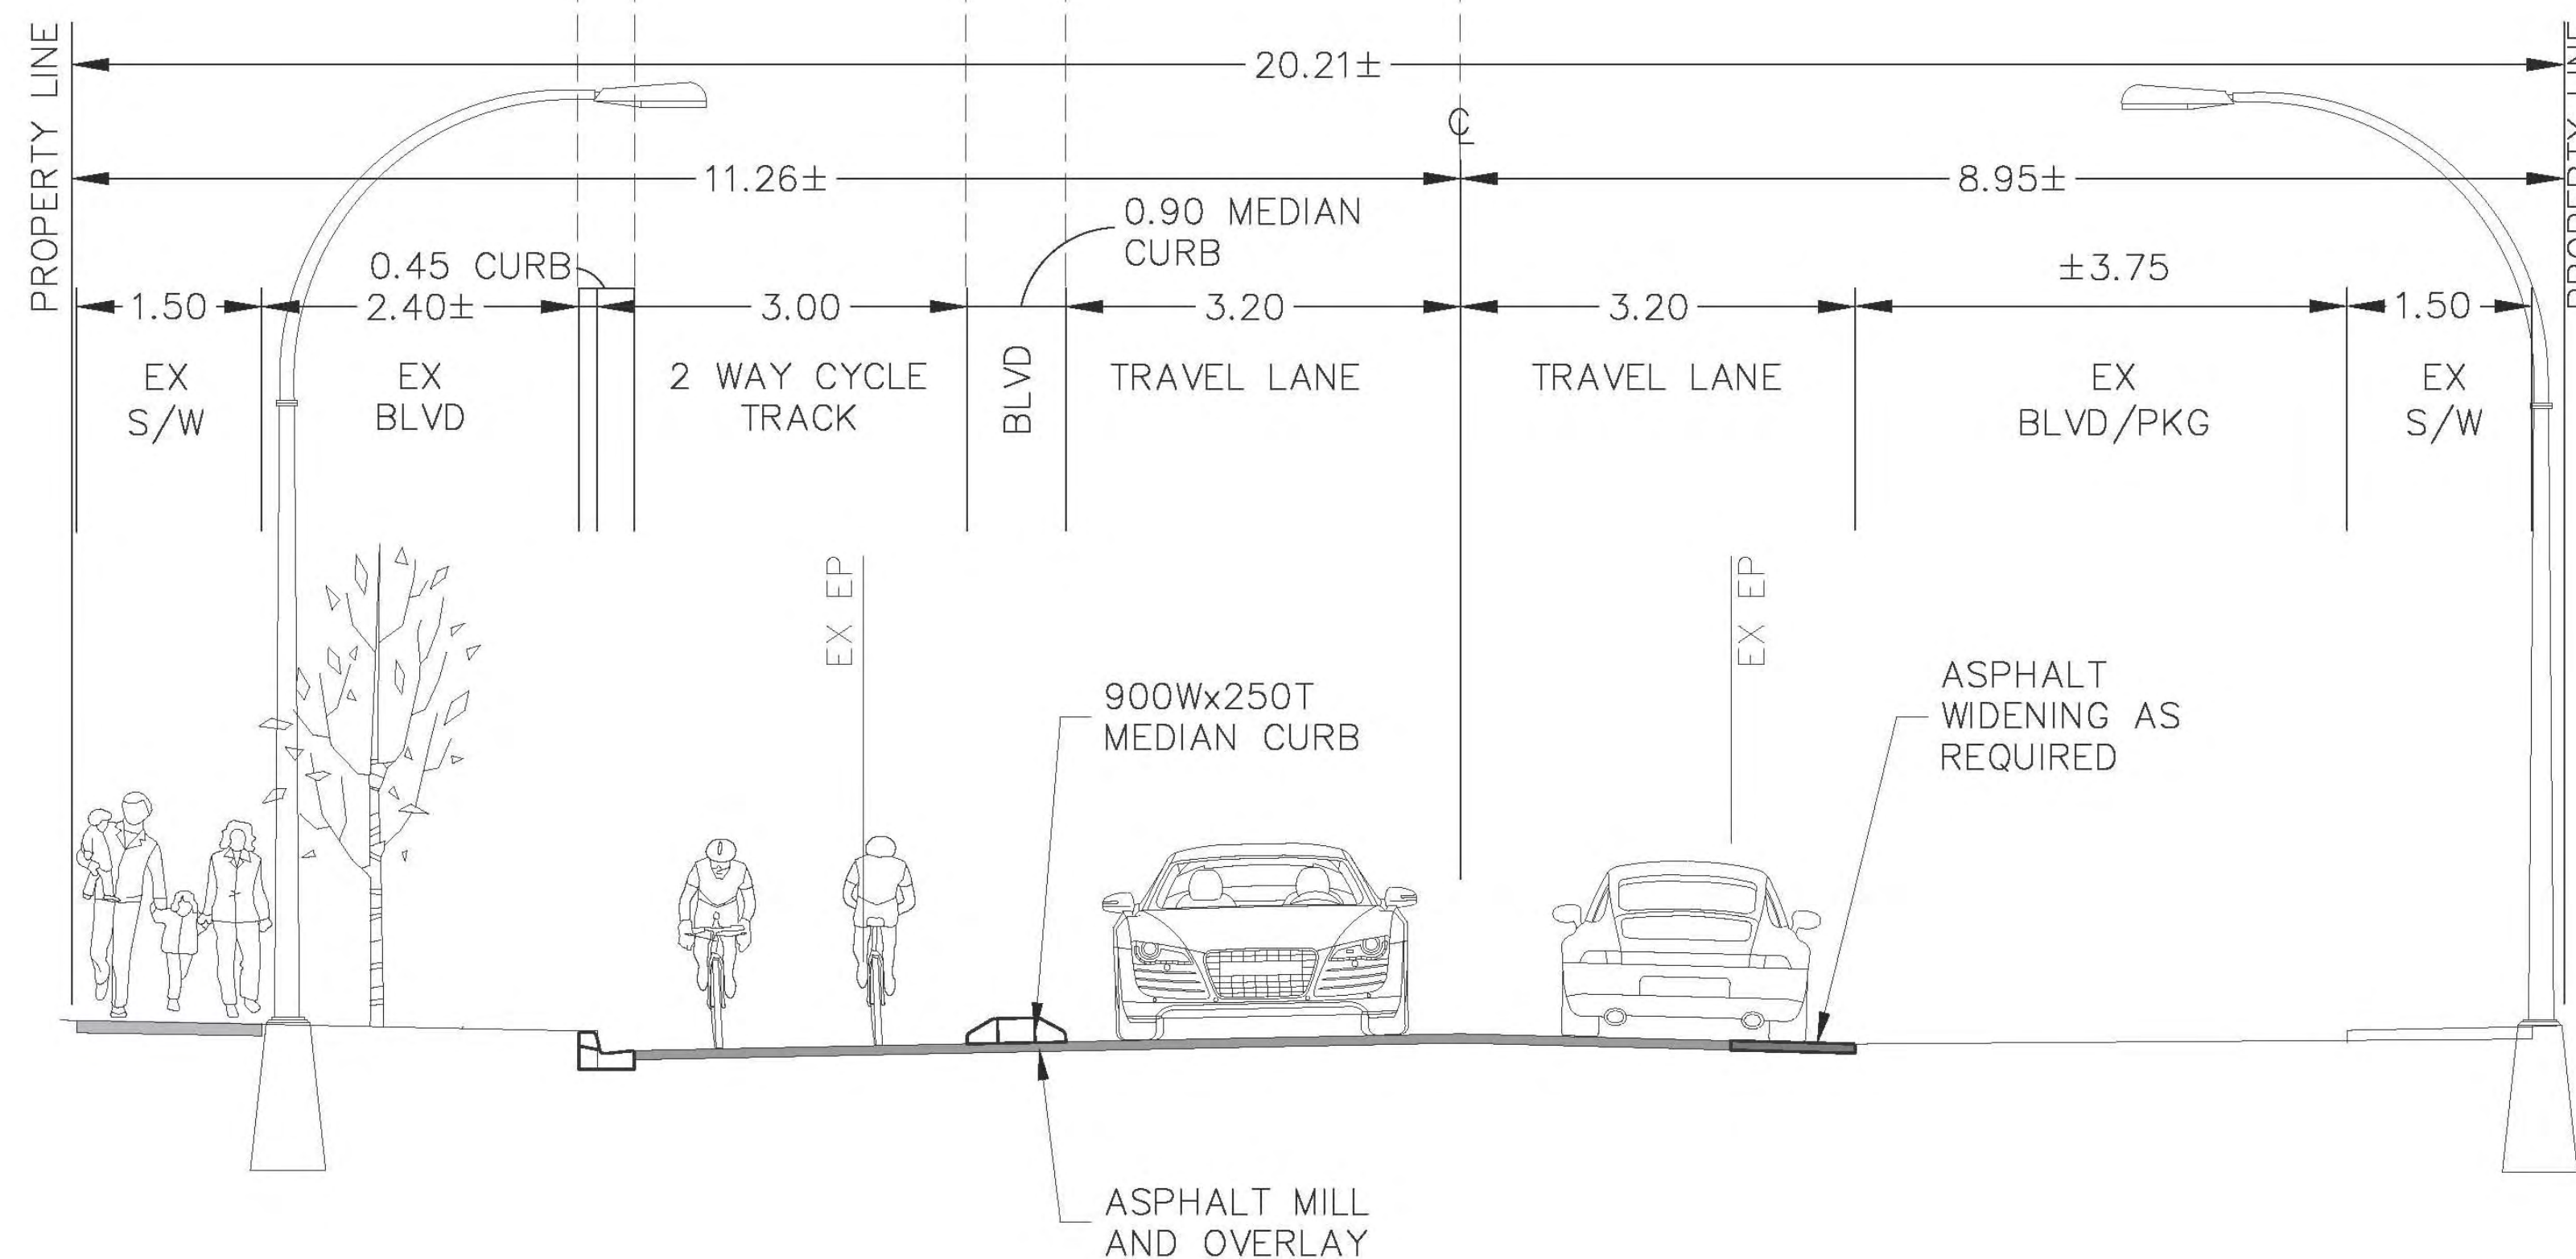 PROPERTY LINE
20.21±
PROPERTY LINE
℄
11.26±
8.95±
0.90 MEDIAN
CURB
0.45 CURB
±3.75
1.50
2.40±
3.00
3.20
3.20
1.50
EX
S/W
EX
BLVD
2 WAY CYCLE
TRACK
BLVD
TRAVEL LANE
TRAVEL LANE
EX
BLVD/PKG
EX
S/W
EX EP
EX EP
900Wx250T
MEDIAN CURB
ASPHALT
WIDENING AS
REQUIRED
ASPHALT MILL
AND OVERLAY